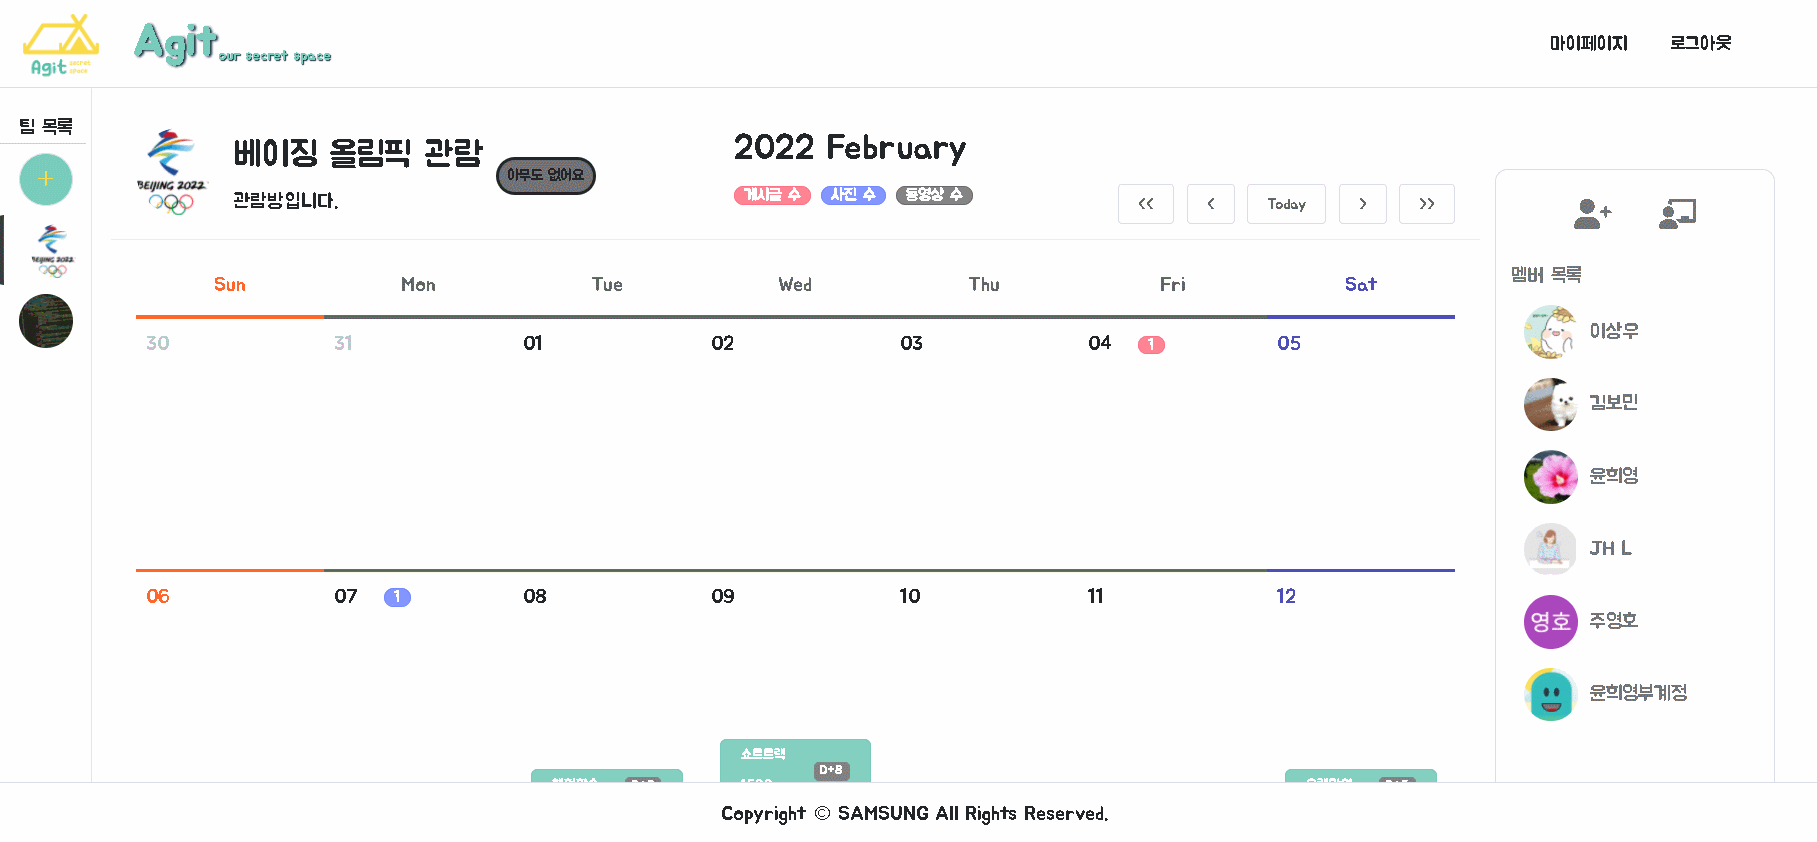 Agit secret space
Agit our secret space
마이페이지 로그아웃
팀 목록
BEIJING 2022
베이징 올림픽 관람
아무도 없어요
관람방입니다.
2022 February
게시글 수 사진 수 동영상 수
Today
BEIJING 2022
Sun Mon Tue Wed Thu Fri Sat
30 31 01 02 03 04 1 05
06 07 1 08 09 10 11 12
쇼트트랙
D+8
멤버 목록
이상우
김보민
윤희영
JH L
영호 주영호
윤희영부계정
Copyright © SAMSUNG All Rights Reserved.